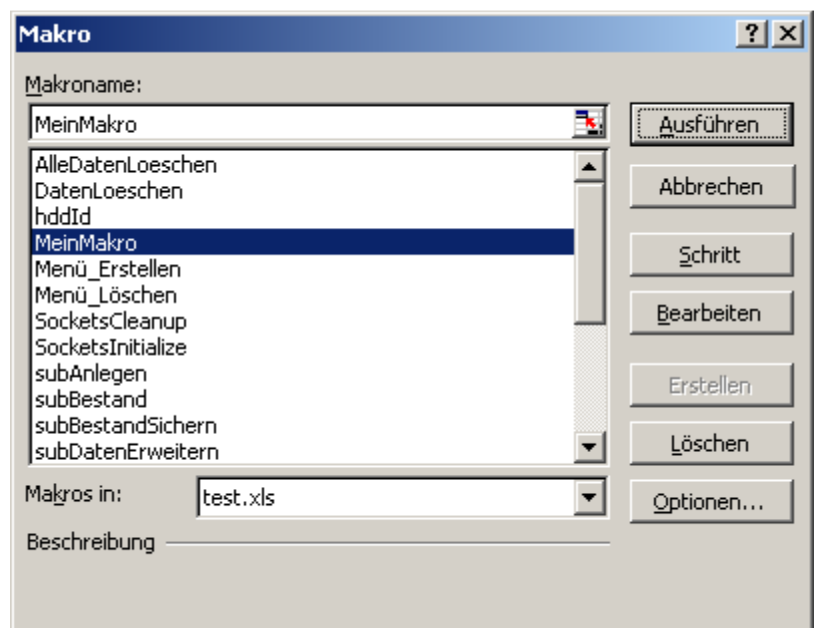 Makro
Makroname:
MeinMakro
Ausführen
AlleDatenLoeschen
DatenLoeschen
hddId
MeinMakro
Menü_Erstellen
Menü_Löschen
SocketsCleanup
SocketsInitialize
subAnlegen
subBestand
subBestandSichern
subDatenErweitern
Abbrechen
Schritt
Bearbeiten
Erstellen
Löschen
Makros in:
test.xls
Optionen...
Beschreibung